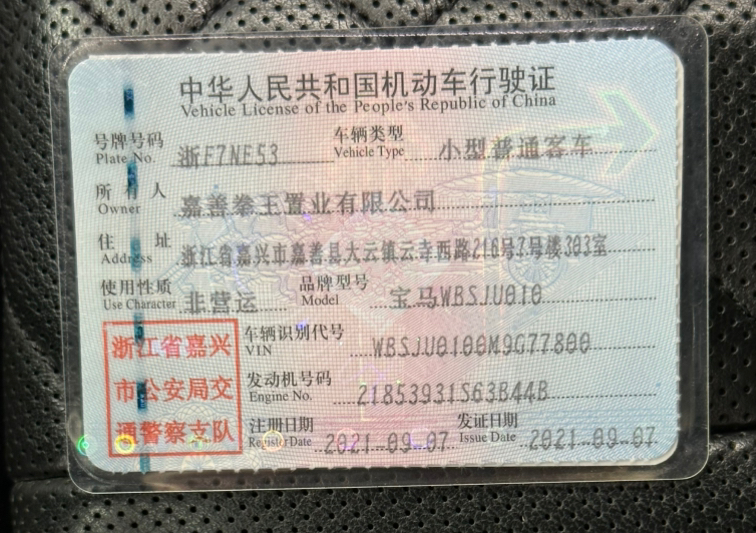 中华人民共和国机动车行驶证
Vehicle License of the People's Republic of China
号牌号码 Plate No. 浙F7NE53 车辆类型 Vehicle Type 小型普通客车
所有人 Owner 嘉善拳王置业有限公司
住址 Address 浙江省嘉兴市嘉善县大云镇云寺西路216号7号楼303室
使用性质 Use Character 非营运 品牌型号 Model 宝马WBSJU010
浙江省嘉兴市公安局交通警察支队
车辆识别代号 VIN WBSJU0100M9G77800
发动机号码 Engine No. 21853931S63B44B
注册日期 Register Date 2021-09-07 发证日期 Issue Date 2021-09-07